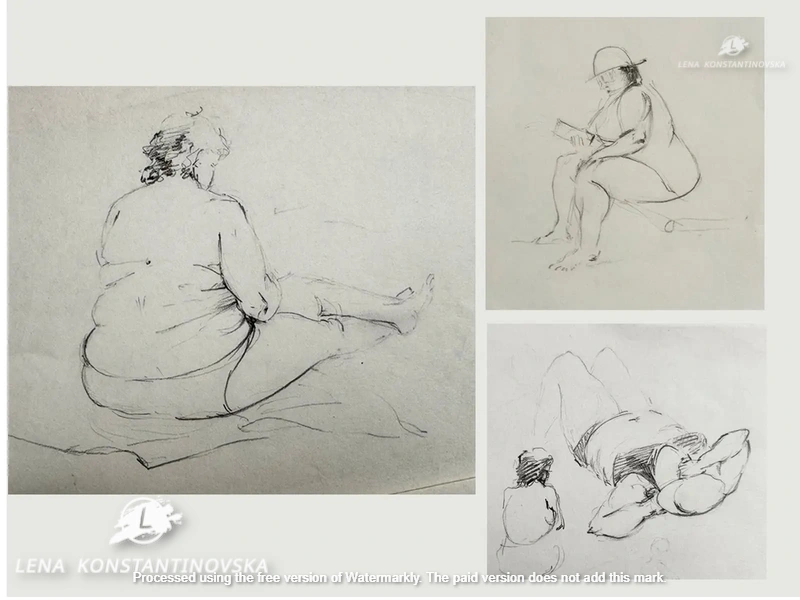 LENA KONSTANTINOVSKA
L
LENA KONSTANTINOVSKA
Processed using the free version of Watermarkly. The paid version does not add this mark.